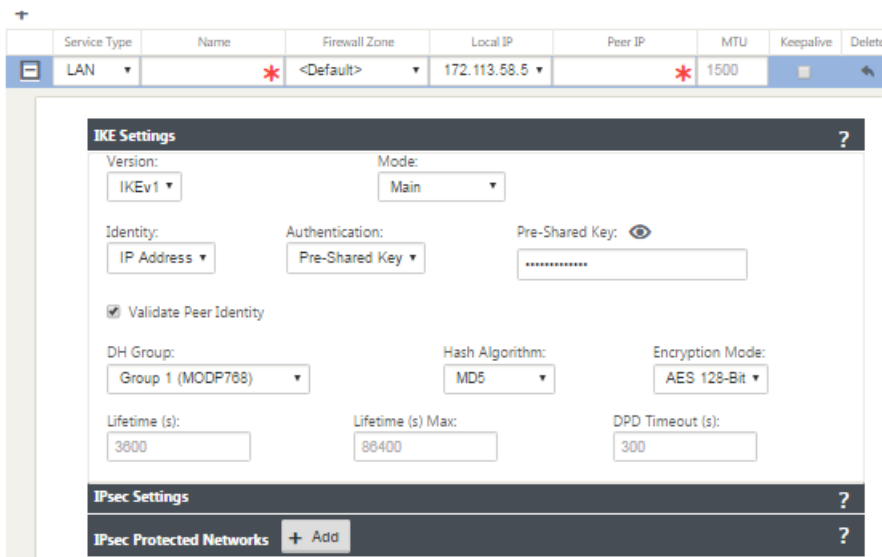 +
Service Type Name Firewall Zone Local IP Peer IP MTU Keepalive Delete
LAN * <Default> 172.113.58.5 * 1500
IKE Settings ?
Version: Mode:
IKEv1 Main
Identity: Authentication: Pre-Shared Key:
IP Address Pre-Shared Key •••••••••••••
Validate Peer Identity
DH Group: Hash Algorithm: Encryption Mode:
Group 1 (MODP768) MD5 AES 128-Bit
Lifetime (s): Lifetime (s) Max: DPD Timeout (s):
3600 86400 300
IPsec Settings ?
IPsec Protected Networks + Add ?